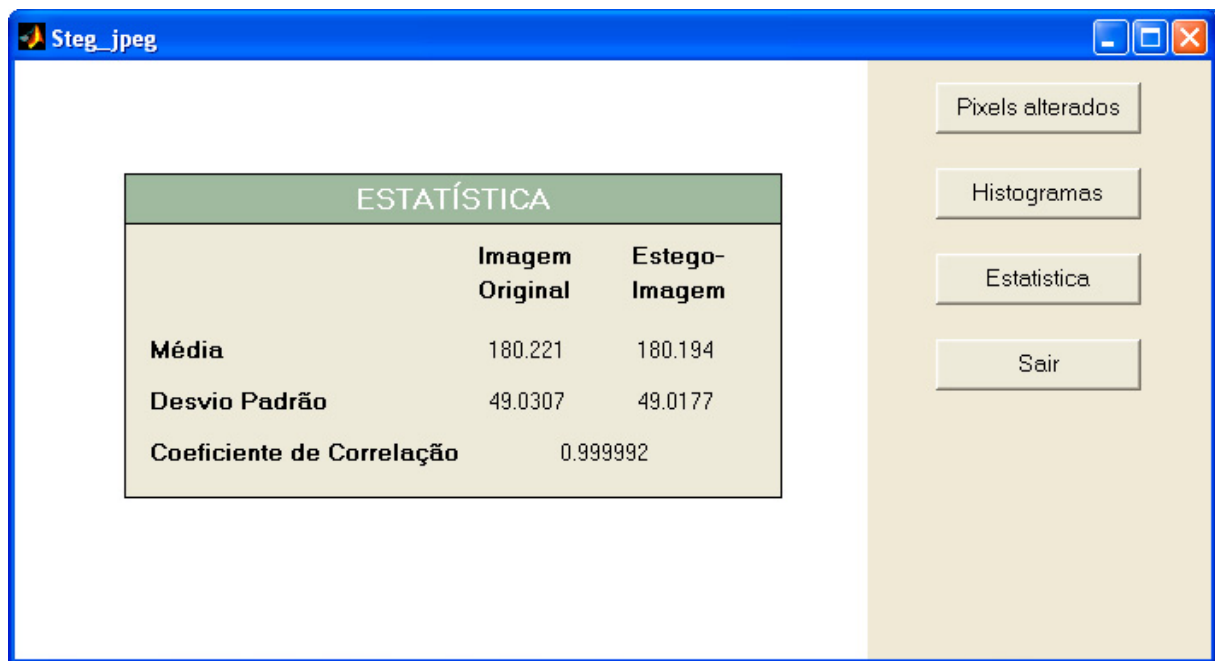 Steg_jpeg
ESTATÍSTICA
Imagem Original
Estego-Imagem
Média 180.221 180.194
Desvio Padrão 49.0307 49.0177
Coeficiente de Correlação 0.999992
Pixels alterados
Histogramas
Estatistica
Sair